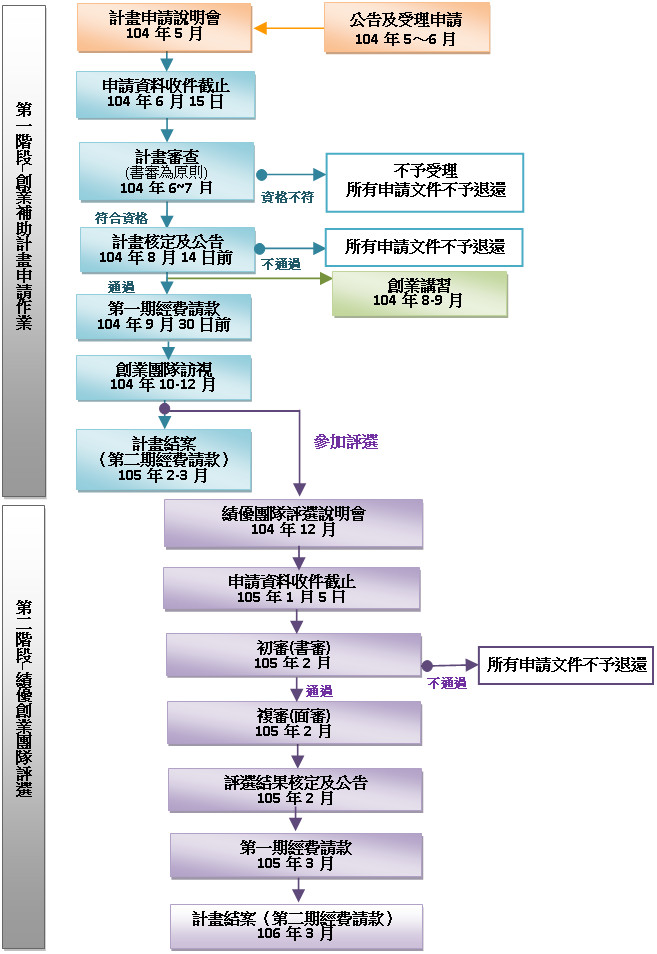 第一階段–創業補助計畫申請作業
計畫申請說明會
104 年 5 月
公告及受理申請
104 年 5～6 月
申請資料收件截止
104 年 6 月 15 日
計畫審查
(書審為原則)
104 年 6~7 月
資格不符
不予受理
所有申請文件不予退還
符合資格
計畫核定及公告
104 年 8 月 14 日前
不通過
所有申請文件不予退還
通過
創業講習
104 年 8-9 月
第一期經費請款
104 年 9 月 30 日前
創業團隊訪視
104 年 10-12 月
計畫結案
（第二期經費請款）
105 年 2-3 月
參加評選
第二階段–績優創業團隊評選
績優團隊評選說明會
104 年 12 月
申請資料收件截止
105 年 1 月 5 日
初審(書審)
105 年 2 月
不通過
所有申請文件不予退還
通過
複審(面審)
105 年 2 月
評選結果核定及公告
105 年 2 月
第一期經費請款
105 年 3 月
計畫結案（第二期經費請款）
106 年 3 月